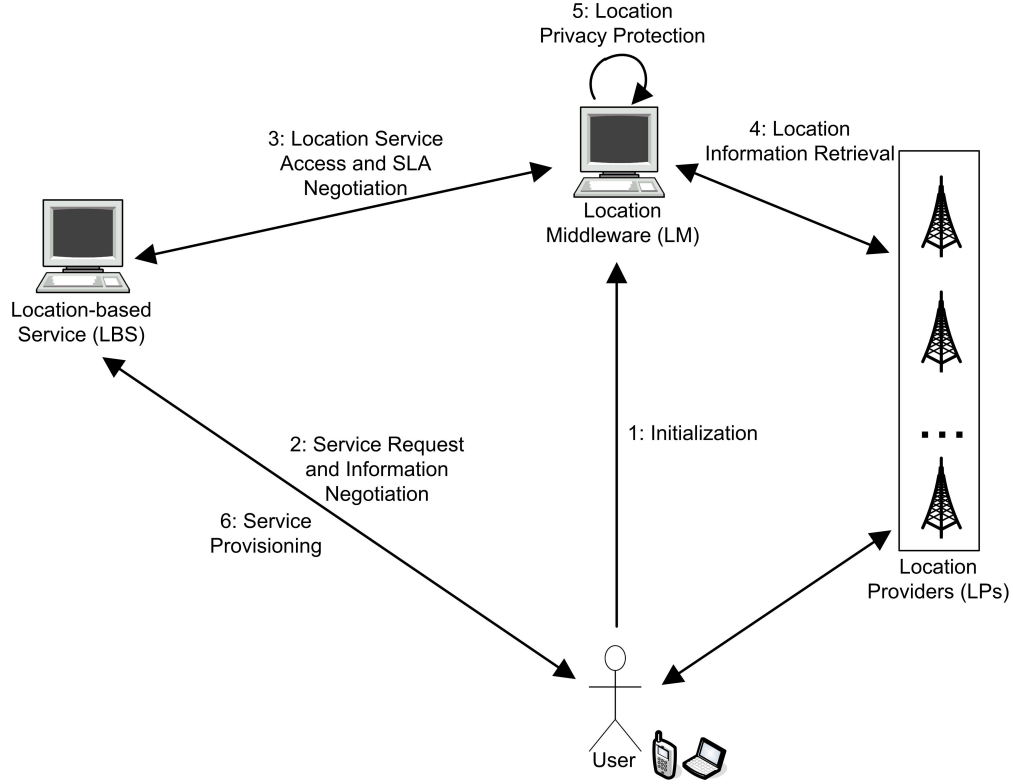 5: Location
Privacy Protection
3: Location Service
Access and SLA
Negotiation
4: Location
Information Retrieval
Location
Middleware (LM)
Location-based
Service (LBS)
1: Initialization
2: Service Request
and Information
Negotiation
6: Service
Provisioning
Location
Providers (LPs)
User